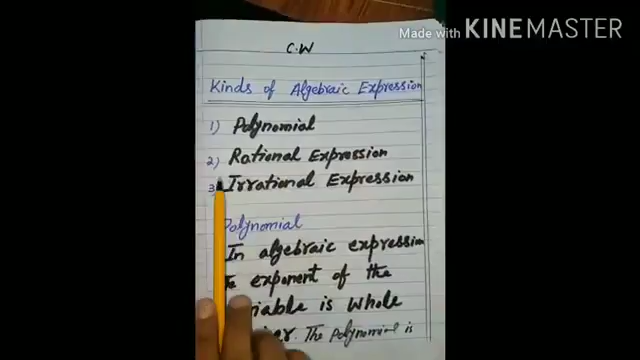 Made with KINEMASTER
C.W
Kinds of Algebraic Expression
1) Polynomial
2) Rational Expression
3) Irrational Expression
Polynomial
In algebraic expression
exponent of the
is whole
The Polynomial is